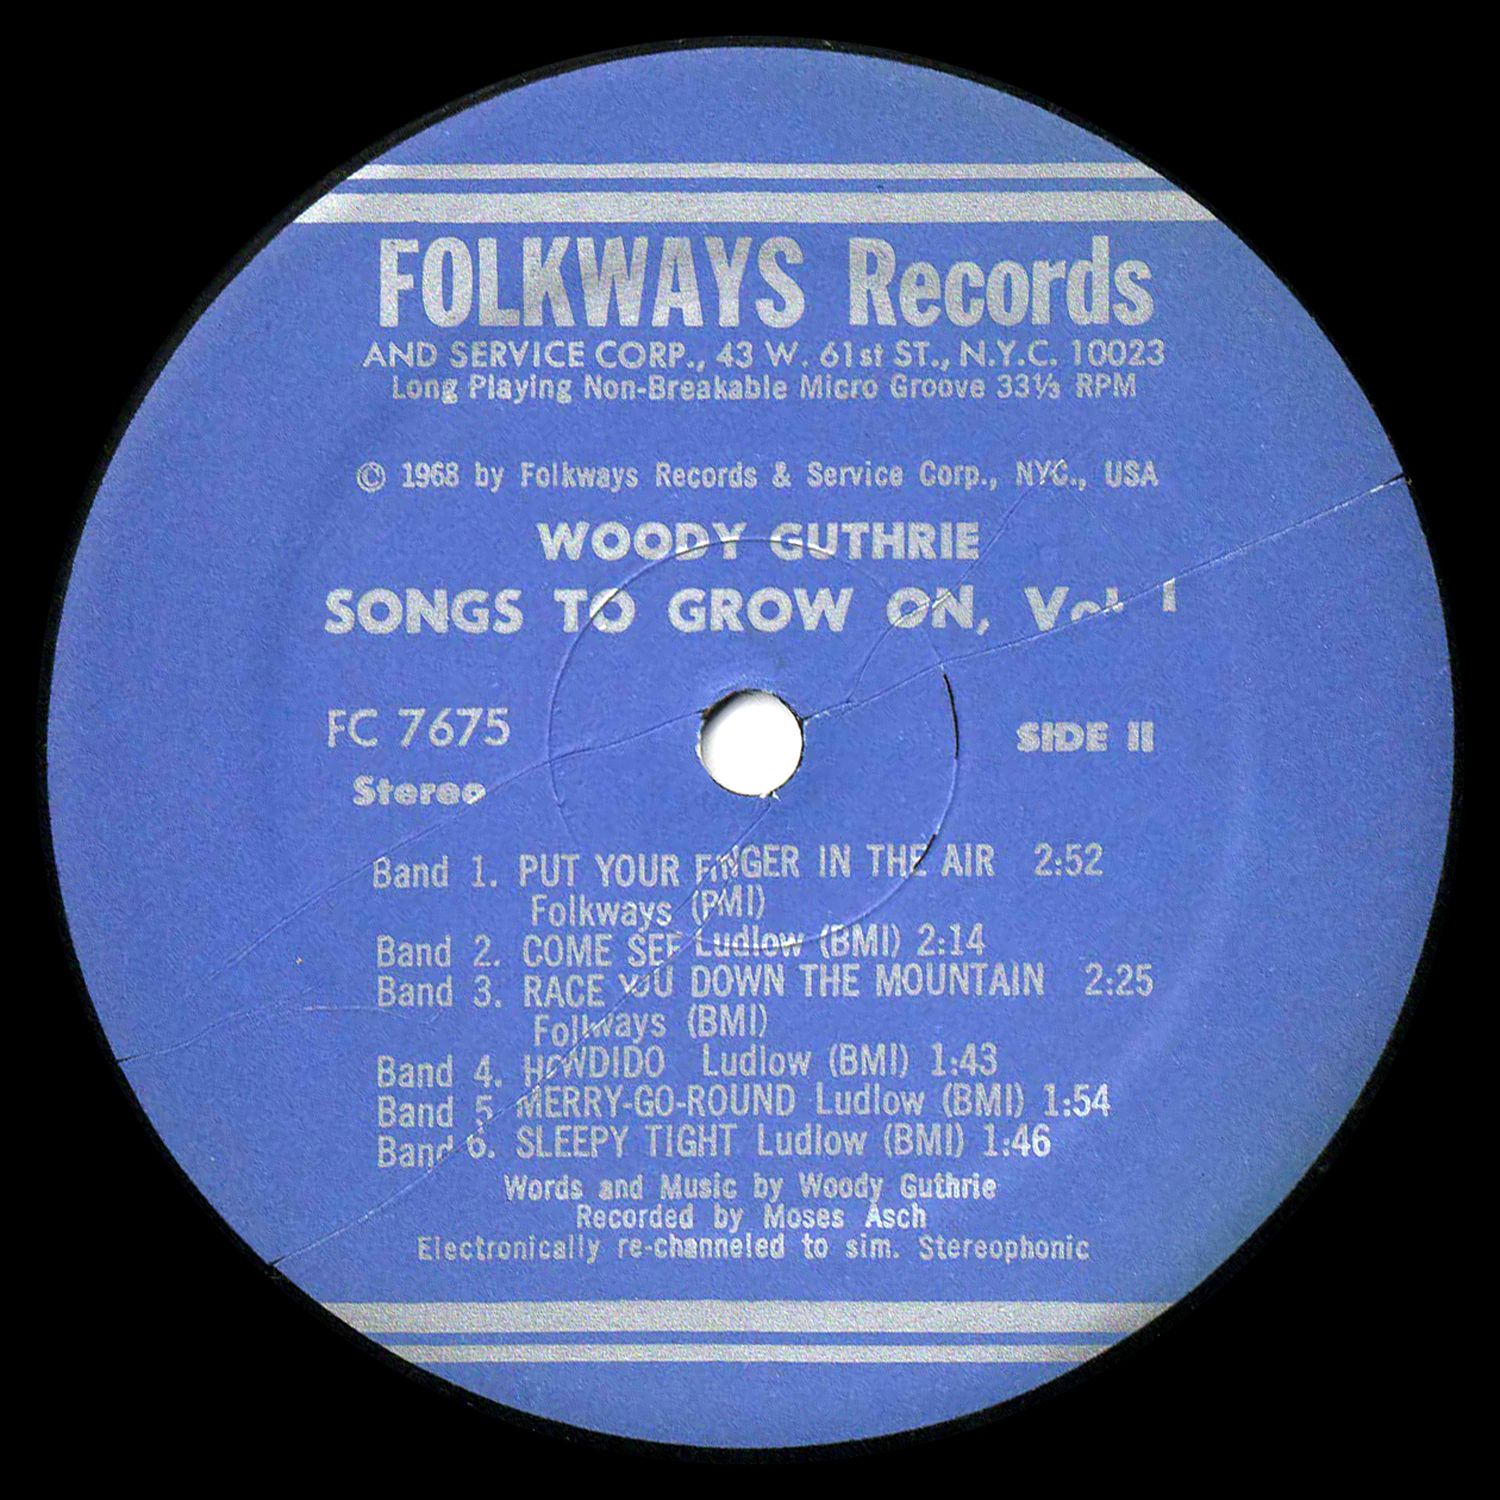 FOLKWAYS Records
AND SERVICE CORP., 43 W. 61st ST., N.Y.C. 10023
Long Playing Non-Breakable Micro Groove 33⅓ RPM
© 1968 by Folkways Records & Service Corp., NYC., USA
WOODY GUTHRIE
SONGS TO GROW ON, Vol. 1
FC 7675
SIDE II
Stereo
Band 1. PUT YOUR FINGER IN THE AIR 2:52
Folkways (BMI)
Band 2. COME SEE Ludlow (BMI) 2:14
Band 3. RACE YOU DOWN THE MOUNTAIN 2:25
Folkways (BMI)
Band 4. HOWDIDO Ludlow (BMI) 1:43
Band 5. MERRY-GO-ROUND Ludlow (BMI) 1:54
Band 6. SLEEPY TIGHT Ludlow (BMI) 1:46
Words and Music by Woody Guthrie
Recorded by Moses Asch
Electronically re-channeled to sim. Stereophonic